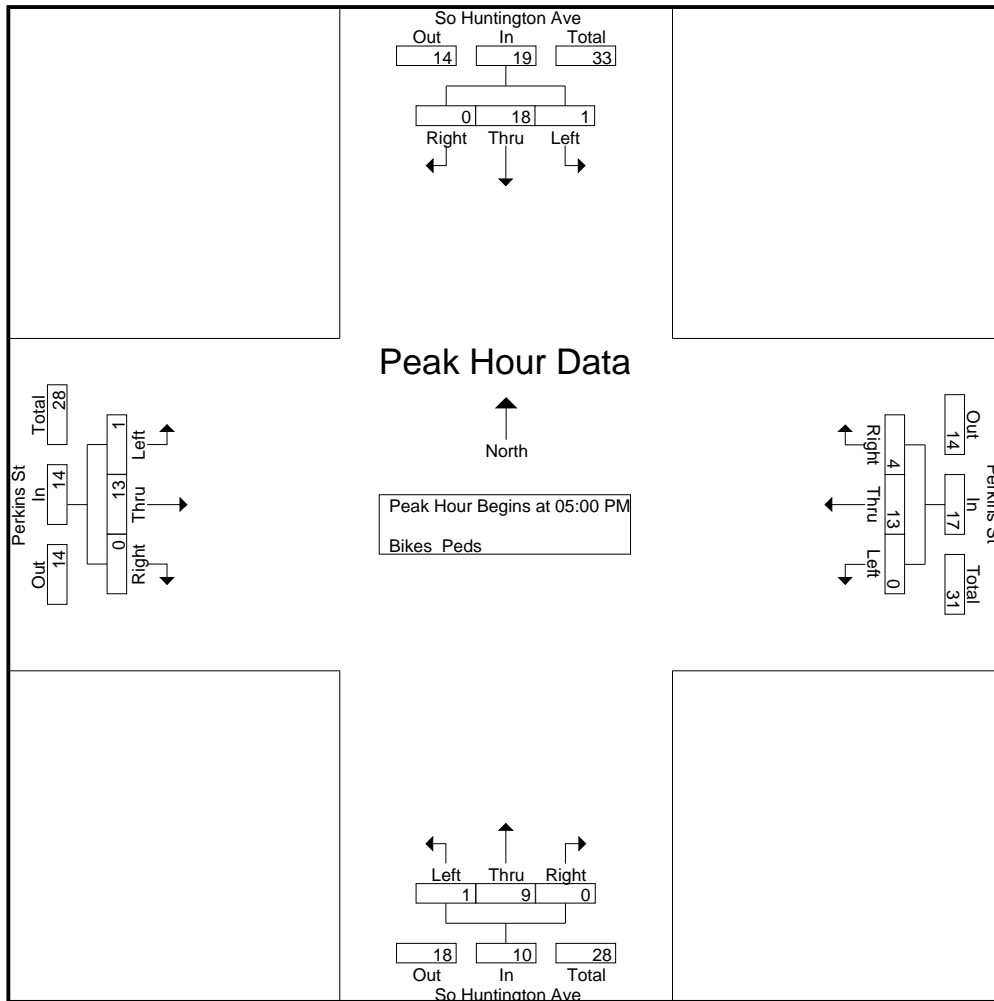 So Huntington Ave
Out In Total
14 19 33
0 18 1
Right Thru Left
Peak Hour Data
North
Peak Hour Begins at 05:00 PM
Bikes Peds
Perkins St
Total In Out
28 14 14
1 13 0
Left Thru Right
Perkins St
Out In Total
14 17 31
4 13 0
Right Thru Left
Left Thru Right
1 9 0
18 10 28
Out In Total
So Huntington Ave